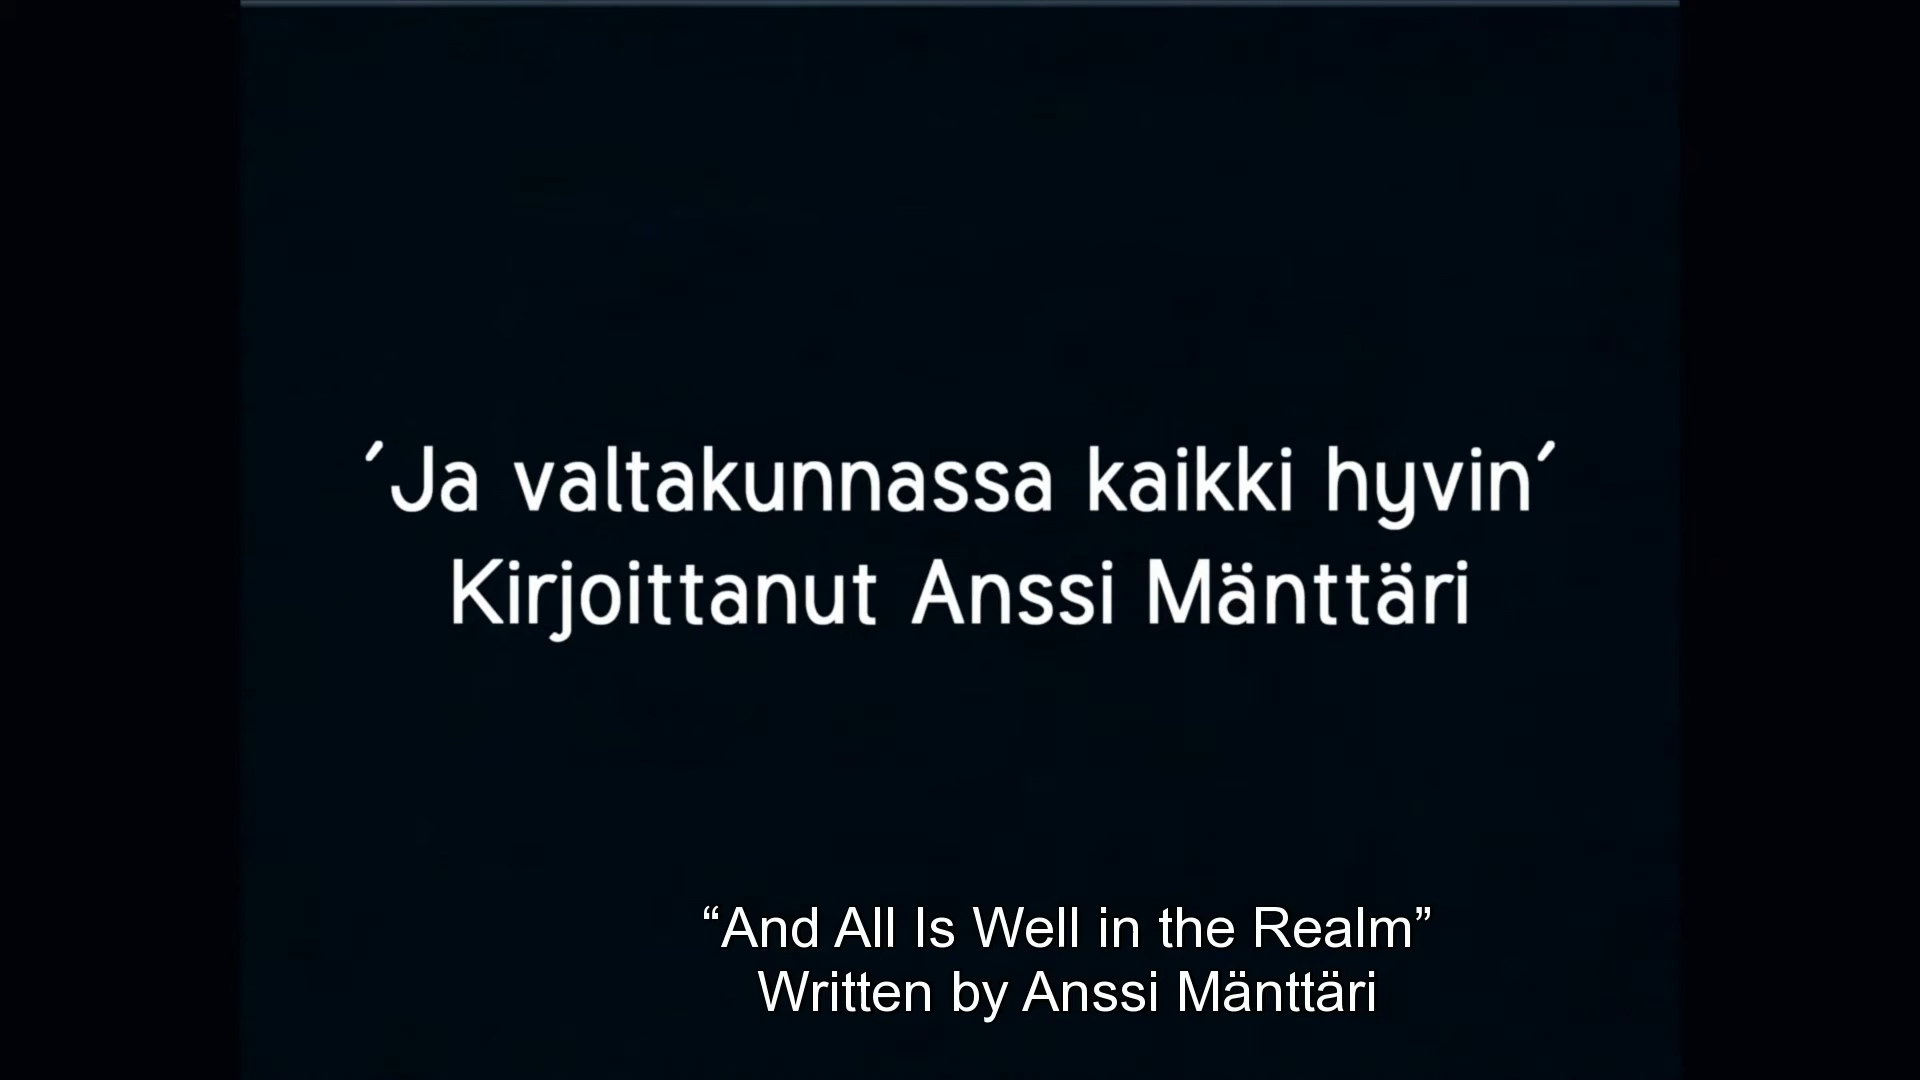 ´Ja valtakunnassa kaikki hyvin´
Kirjoittanut Anssi Mänttäri
“And All Is Well in the Realm”
Written by Anssi Mänttäri